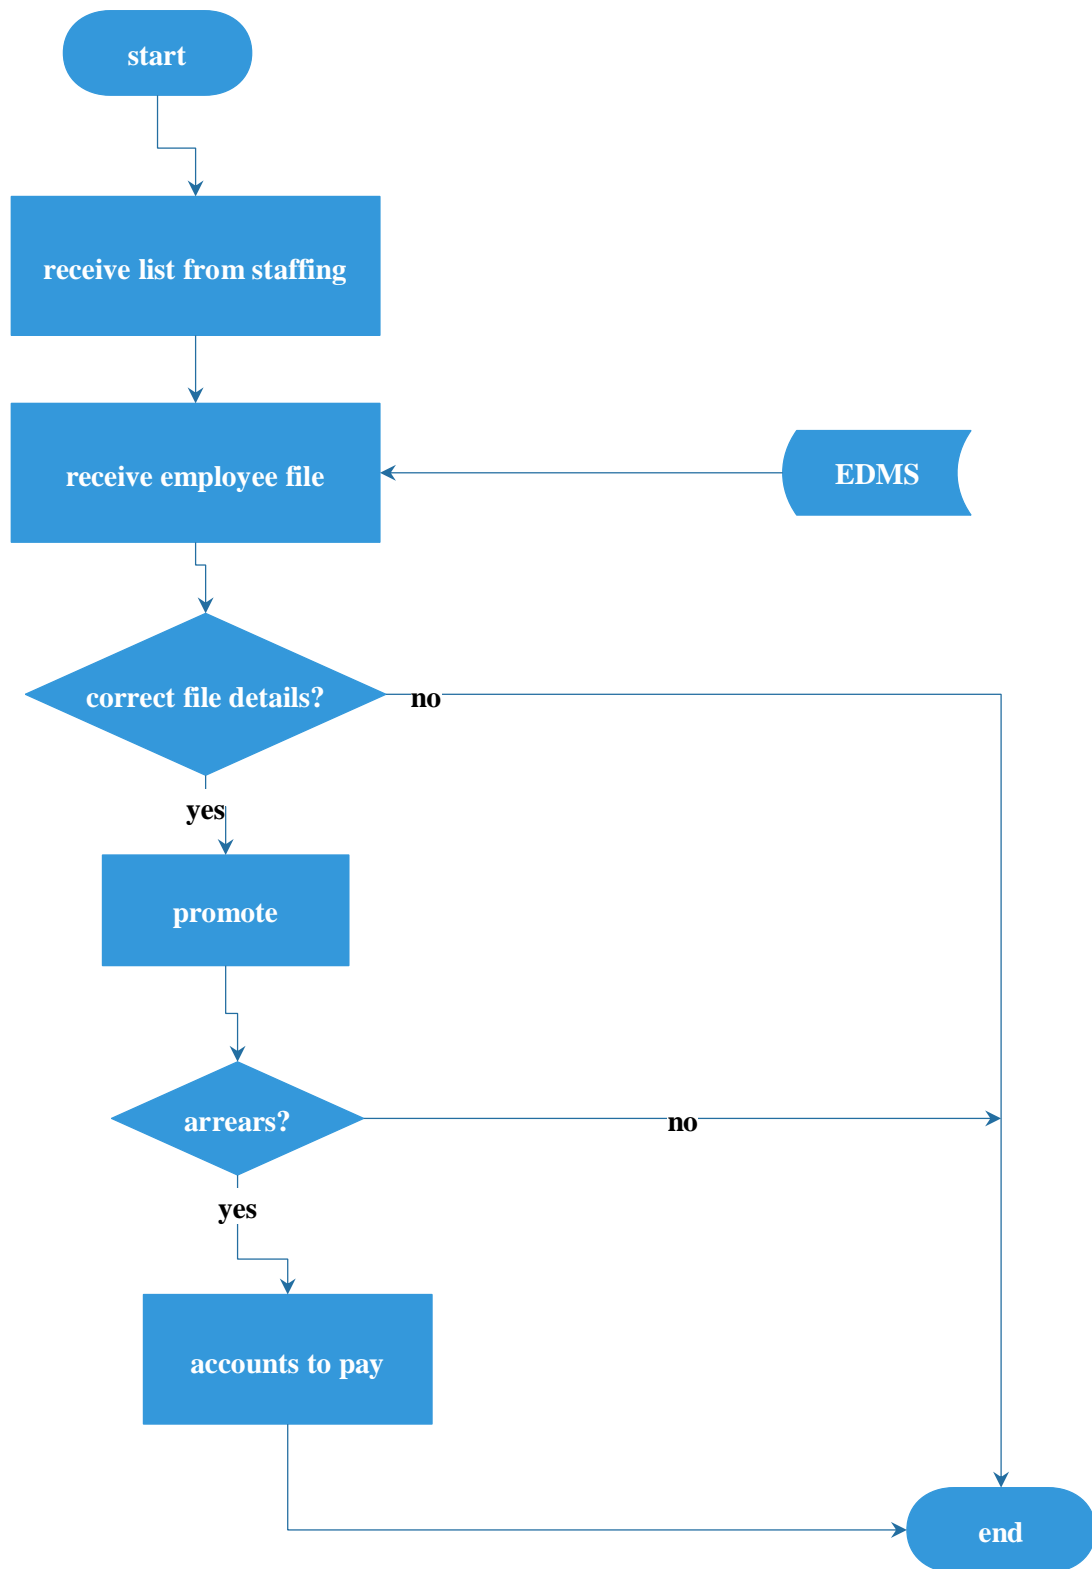 start
receive list from staffing
receive employee file
EDMS
correct file details?
no
yes
promote
arrears?
no
yes
accounts to pay
end